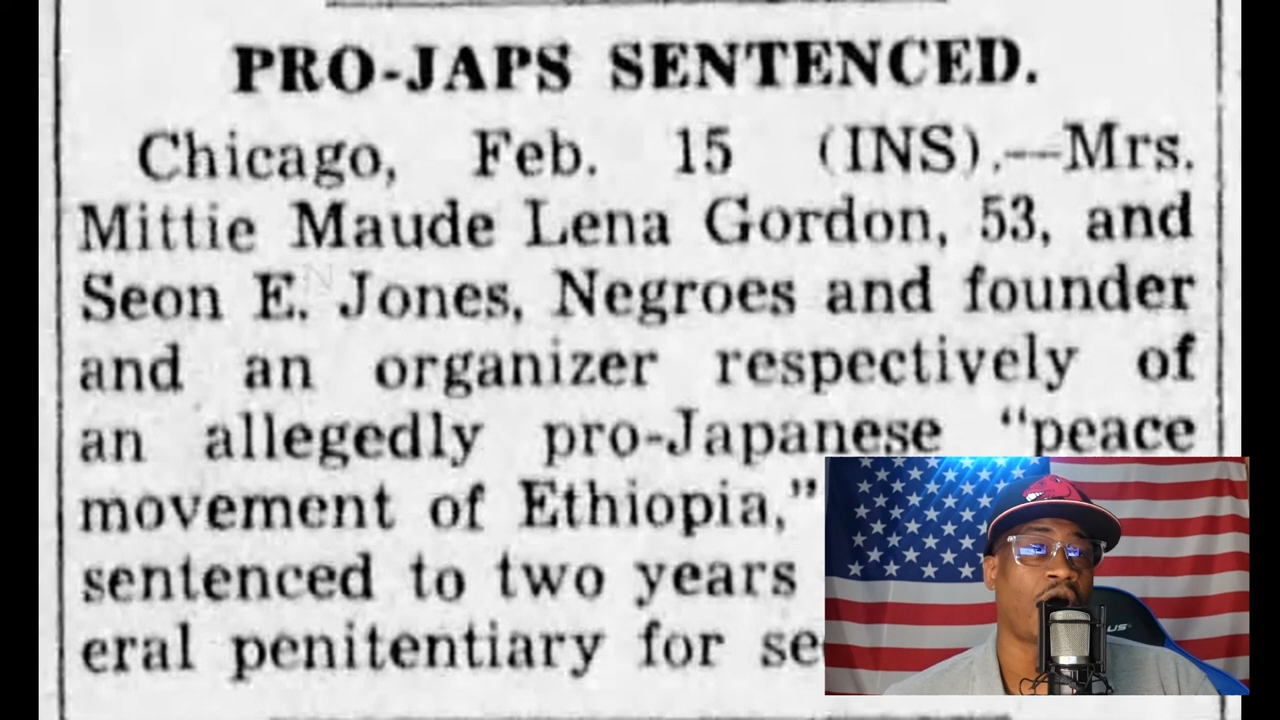 PRO-JAPS SENTENCED.
Chicago, Feb. 15 (INS).—Mrs.
Mittie Maude Lena Gordon, 53, and
Seon E. Jones, Negroes and founder
and an organizer respectively of
an allegedly pro-Japanese “peace
movement of Ethiopia,”
sentenced to two years
eral penitentiary for se
US